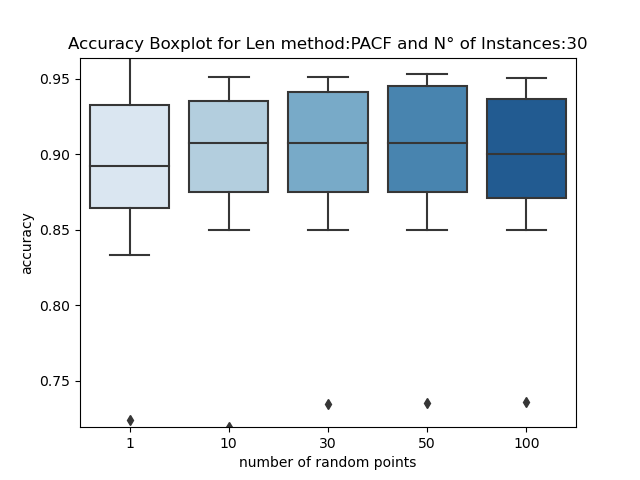 Accuracy Boxplot for Len method:PACF and N° of Instances:30
0.95
0.90
0.85
0.80
0.75
accuracy
1 10 30 50 100
number of random points